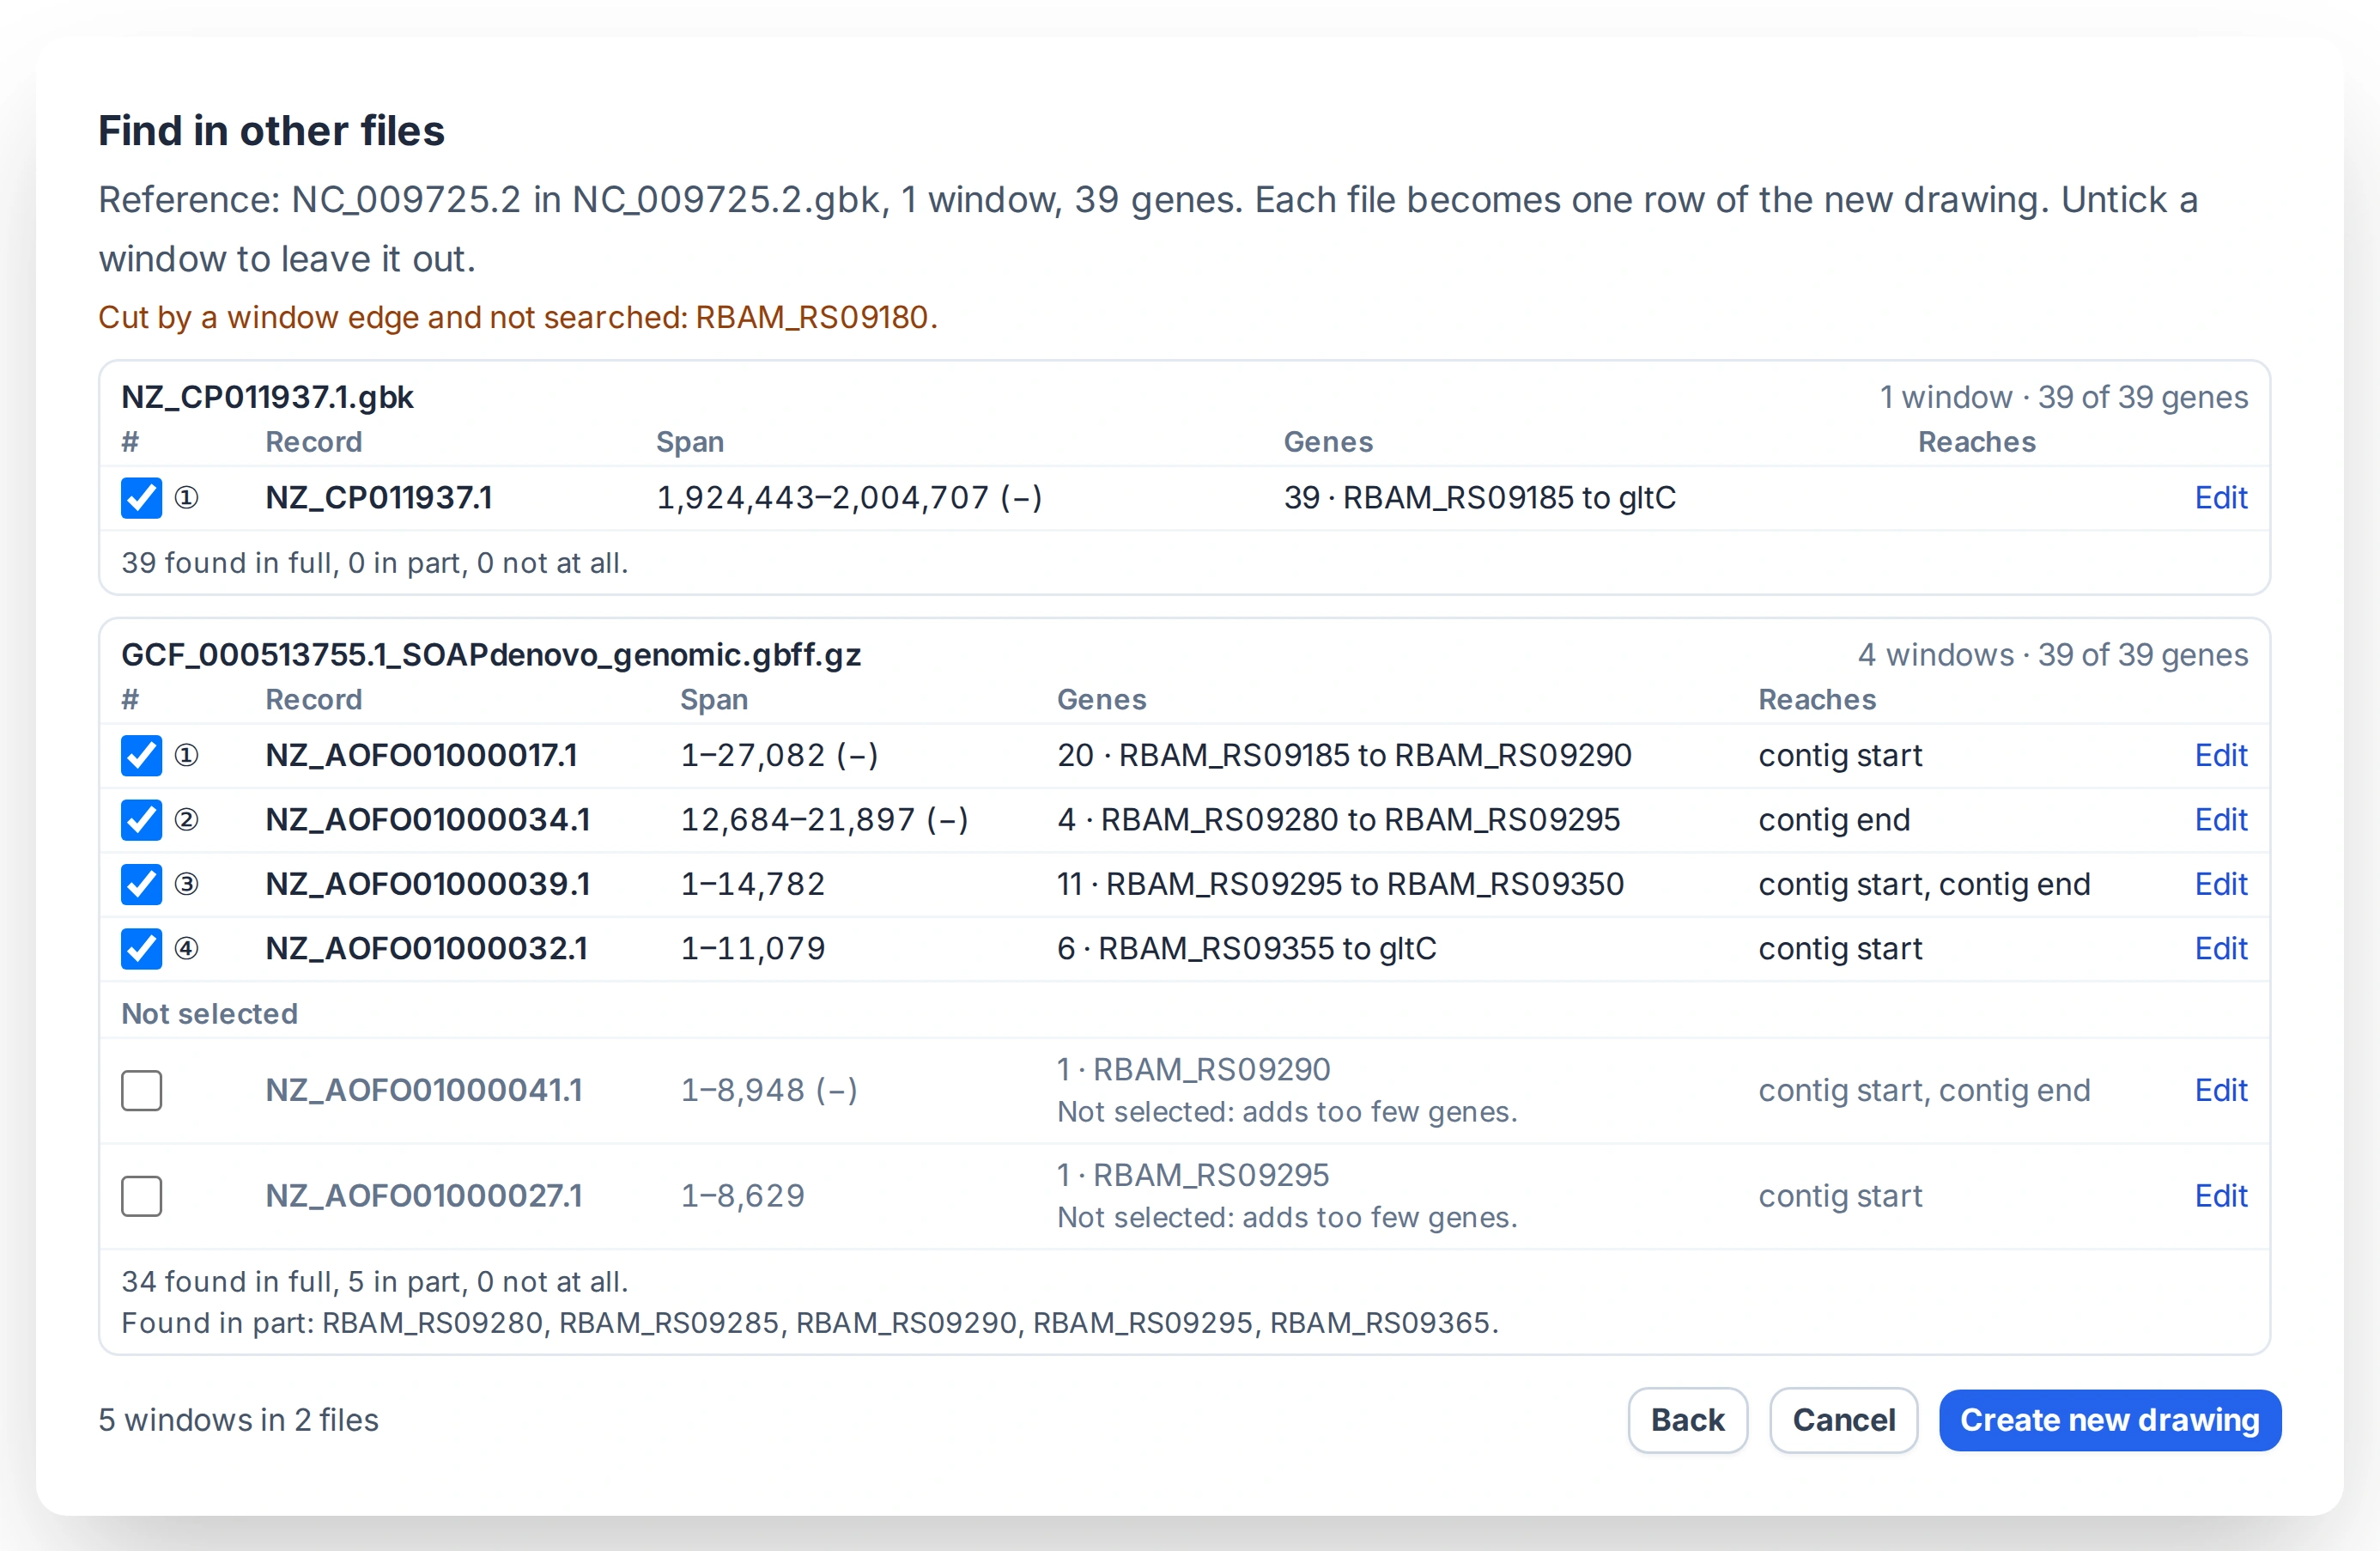 Find in other files
Reference: NC_009725.2 in NC_009725.2.gbk, 1 window, 39 genes. Each file becomes one row of the new drawing. Untick a
window to leave it out.
Cut by a window edge and not searched: RBAM_RS09180.
NZ_CP011937.1.gbk 1 window · 39 of 39 genes
# Record Span Genes Reaches
① NZ_CP011937.1 1,924,443–2,004,707 (−) 39 · RBAM_RS09185 to gltC Edit
39 found in full, 0 in part, 0 not at all.
GCF_000513755.1_SOAPdenovo_genomic.gbff.gz 4 windows · 39 of 39 genes
# Record Span Genes Reaches
① NZ_AOFO01000017.1 1–27,082 (−) 20 · RBAM_RS09185 to RBAM_RS09290 contig start Edit
② NZ_AOFO01000034.1 12,684–21,897 (−) 4 · RBAM_RS09280 to RBAM_RS09295 contig end Edit
③ NZ_AOFO01000039.1 1–14,782 11 · RBAM_RS09295 to RBAM_RS09350 contig start, contig end Edit
④ NZ_AOFO01000032.1 1–11,079 6 · RBAM_RS09355 to gltC contig start Edit
Not selected
NZ_AOFO01000041.1 1–8,948 (−) 1 · RBAM_RS09290 contig start, contig end Edit
Not selected: adds too few genes.
NZ_AOFO01000027.1 1–8,629 1 · RBAM_RS09295 contig start Edit
Not selected: adds too few genes.
34 found in full, 5 in part, 0 not at all.
Found in part: RBAM_RS09280, RBAM_RS09285, RBAM_RS09290, RBAM_RS09295, RBAM_RS09365.
5 windows in 2 files Back Cancel Create new drawing